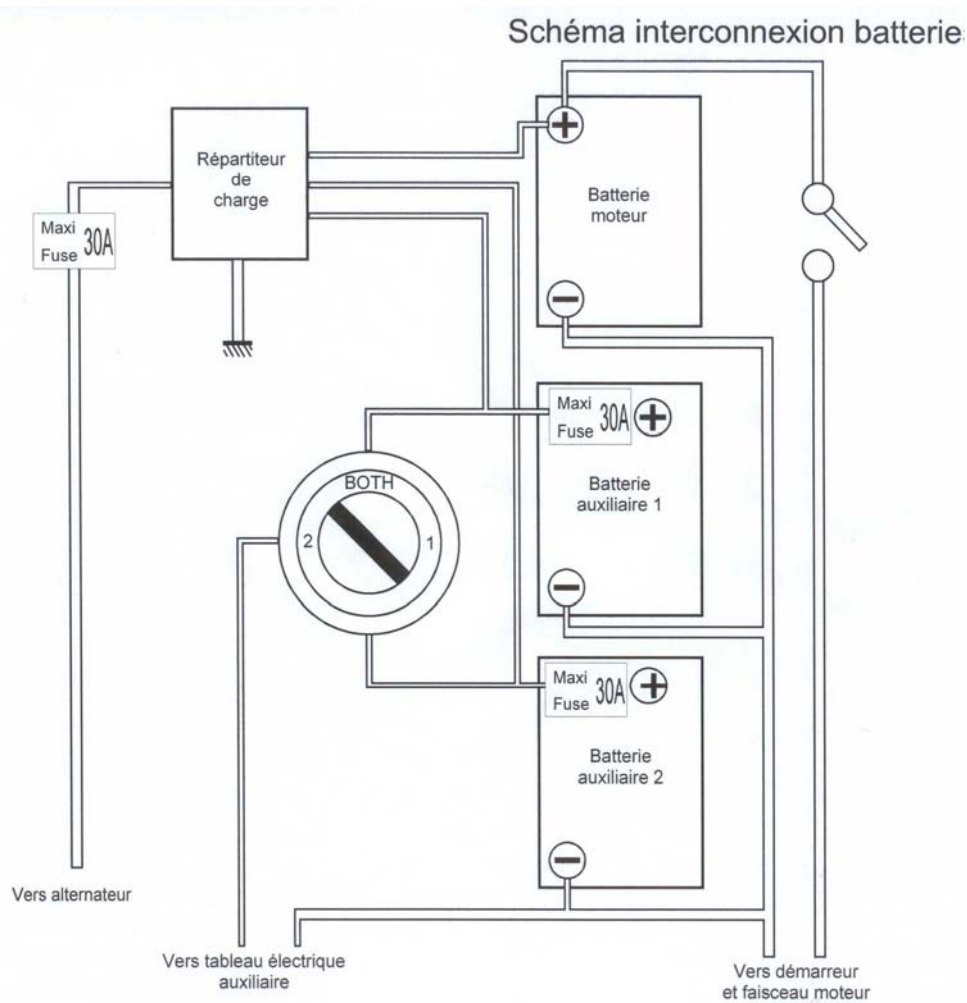 Schéma interconnexion batterie
Répartiteur
de
charge
Maxi
Fuse 30A
Batterie
moteur
Maxi
Fuse 30A
Batterie
auxiliaire 1
BOTH
2 1
Maxi
Fuse 30A
Batterie
auxiliaire 2
Vers alternateur
Vers tableau électrique
auxiliaire
Vers démarreur
et faisceau moteur